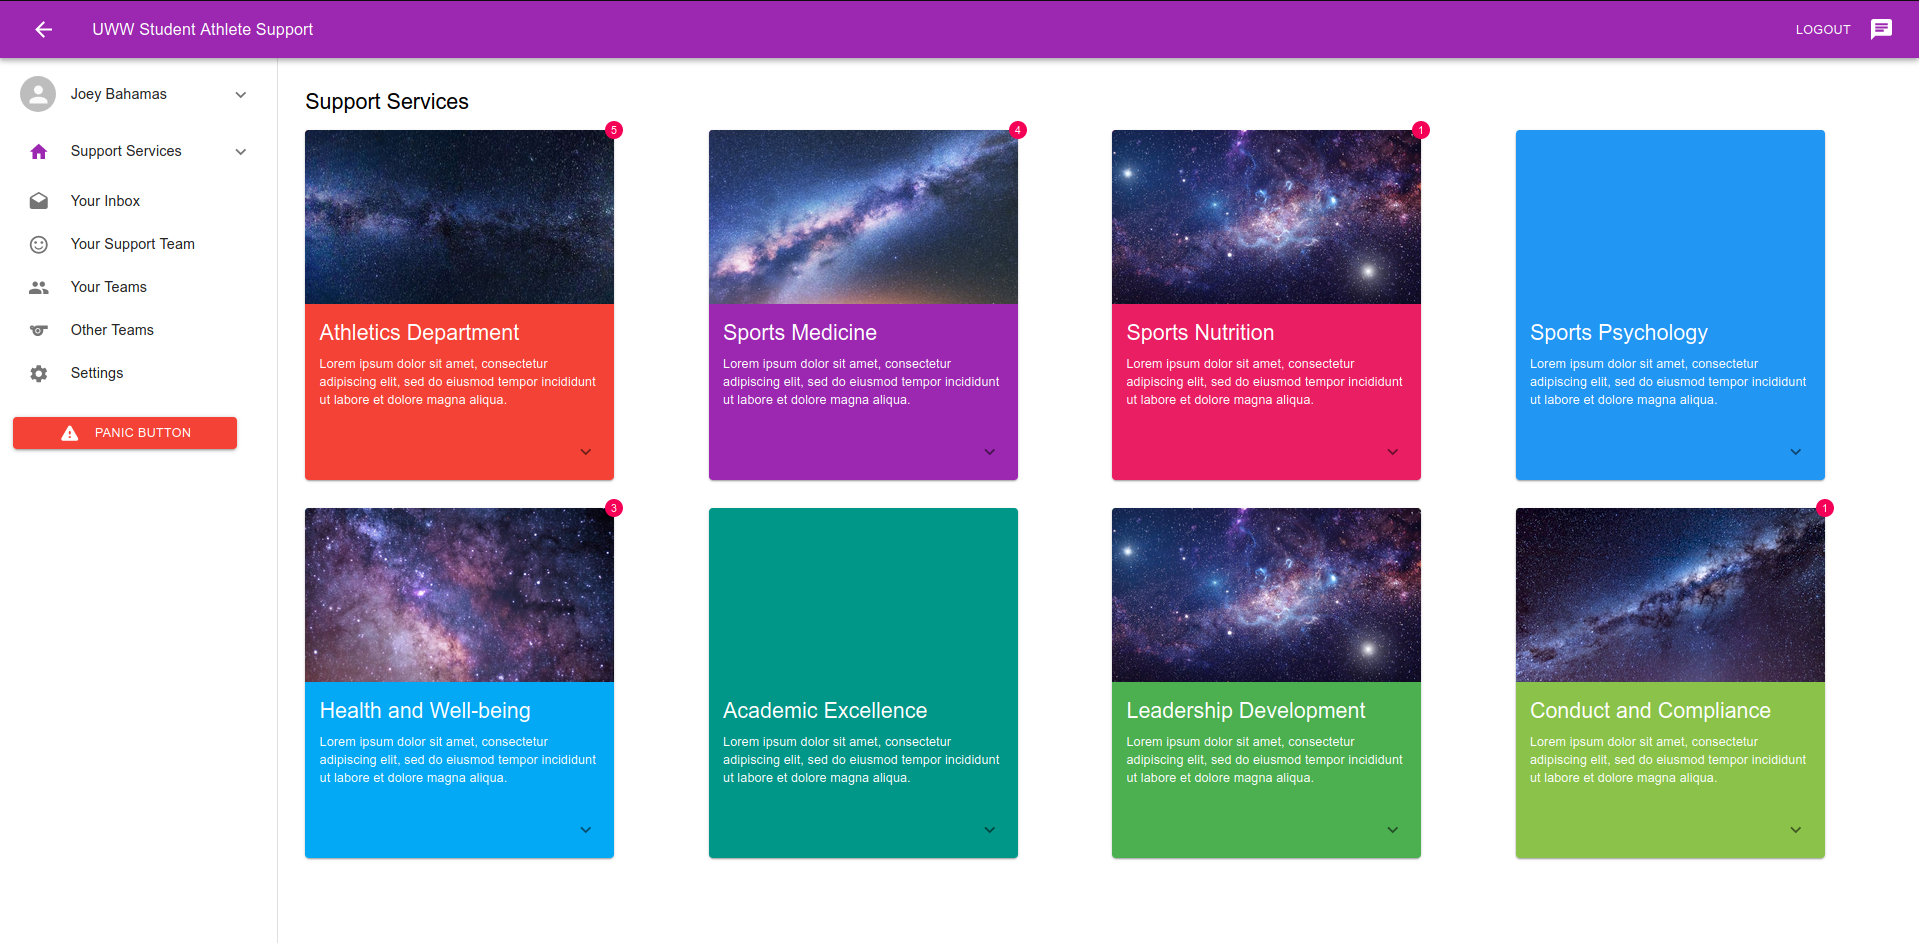 UWW Student Athlete Support
LOGOUT
Joey Bahamas
Support Services
Your Inbox
Your Support Team
Your Teams
Other Teams
Settings
PANIC BUTTON
Support Services
5
Athletics Department
Lorem ipsum dolor sit amet, consectetur
adipiscing elit, sed do eiusmod tempor incididunt
ut labore et dolore magna aliqua.
4
Sports Medicine
Lorem ipsum dolor sit amet, consectetur
adipiscing elit, sed do eiusmod tempor incididunt
ut labore et dolore magna aliqua.
1
Sports Nutrition
Lorem ipsum dolor sit amet, consectetur
adipiscing elit, sed do eiusmod tempor incididunt
ut labore et dolore magna aliqua.
Sports Psychology
Lorem ipsum dolor sit amet, consectetur
adipiscing elit, sed do eiusmod tempor incididunt
ut labore et dolore magna aliqua.
3
Health and Well-being
Lorem ipsum dolor sit amet, consectetur
adipiscing elit, sed do eiusmod tempor incididunt
ut labore et dolore magna aliqua.
Academic Excellence
Lorem ipsum dolor sit amet, consectetur
adipiscing elit, sed do eiusmod tempor incididunt
ut labore et dolore magna aliqua.
Leadership Development
Lorem ipsum dolor sit amet, consectetur
adipiscing elit, sed do eiusmod tempor incididunt
ut labore et dolore magna aliqua.
1
Conduct and Compliance
Lorem ipsum dolor sit amet, consectetur
adipiscing elit, sed do eiusmod tempor incididunt
ut labore et dolore magna aliqua.